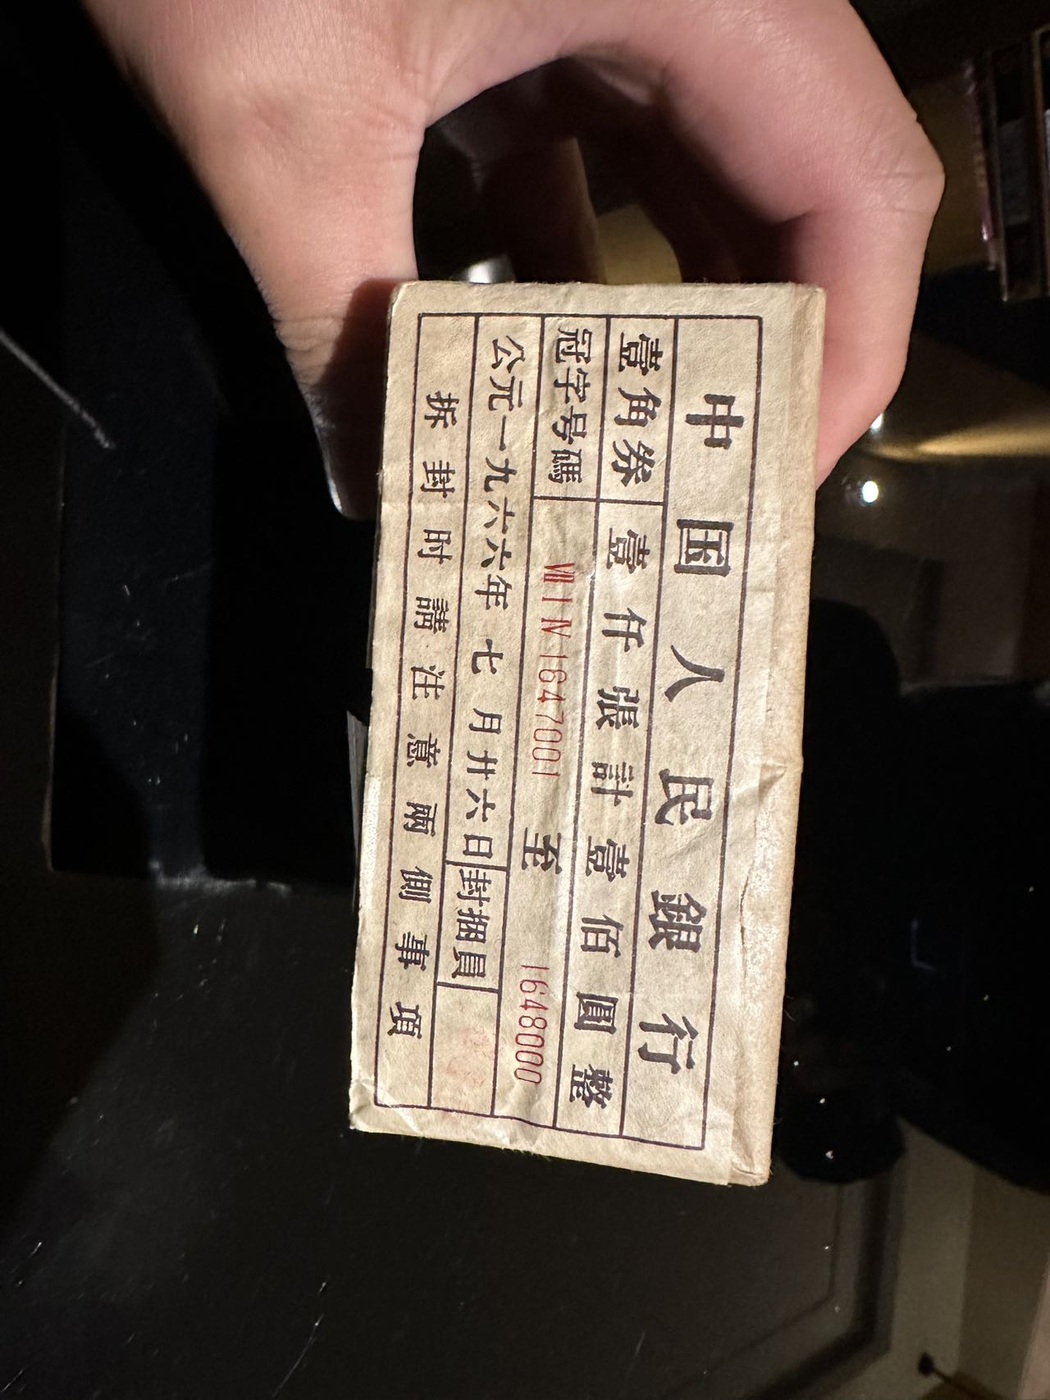 中国人民銀行
壹角券 壹仟張計壹佰圓整
冠字号碼 Ⅷ Ⅰ Ⅳ 1647001 至 1648000
公元一九六六年七月廿六日 封捆員
拆封时請注意兩側事項